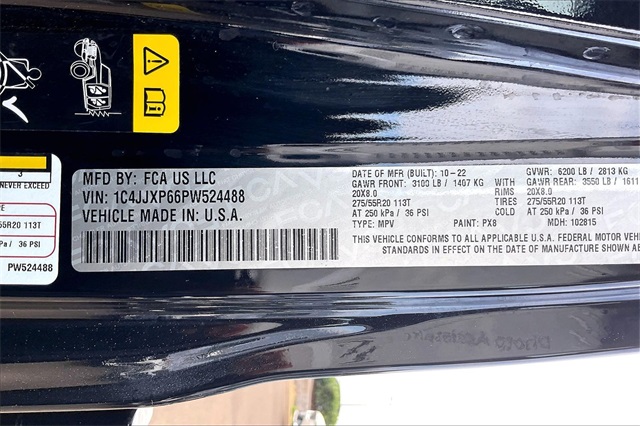 MFD BY: FCA US LLC
VIN: 1C4JJXP66PW524488
VEHICLE MADE IN U.S.A.
DATE OF MFR (BUILT): 10-22
GVWR: 6200 LB / 2813 KG
GAWR FRONT: 3100 LB / 1407 KG WITH
GAWR REAR: 3550 LB / 1611
20X8.0 RIMS 20X8.0
275/55R20 113T TIRES 275/55R20 113T
AT 250 kPa / 36 PSI COLD AT 250 kPa / 36 PSI
TYPE: MPV PAINT: PX8 MDH: 102815
THIS VEHICLE CONFORMS TO ALL APPLICABLE U.S.A. FEDERAL MOTOR VEHI
STANDARDS IN EFFECT ON THE DATE OF MANUFACTURE SHOWN AB
3
NEVER EXCEED
55R20 113T
/ 36 PSI
PW524488